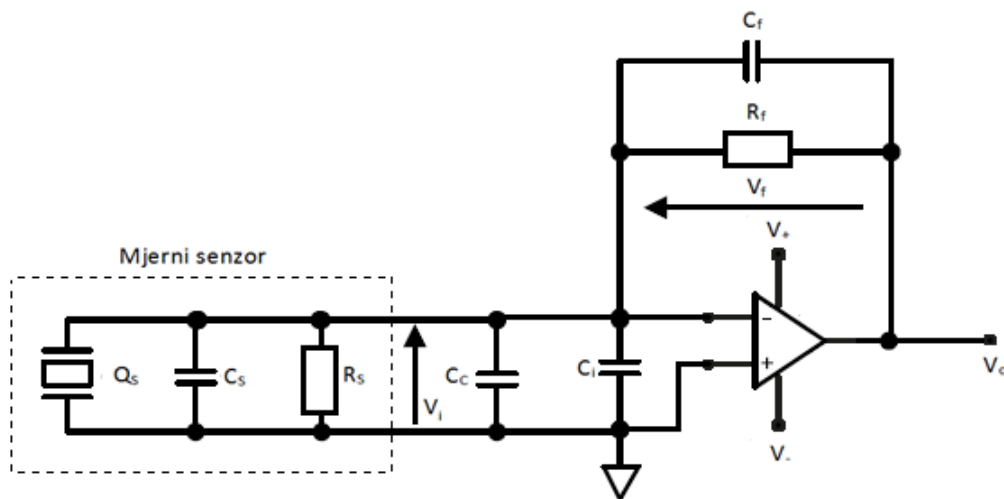 Cf
Rf
Vf
V+
Mjerni senzor
Qs
Cs
Rs
Vi
Cc
Ci
-
+
Vo
V-